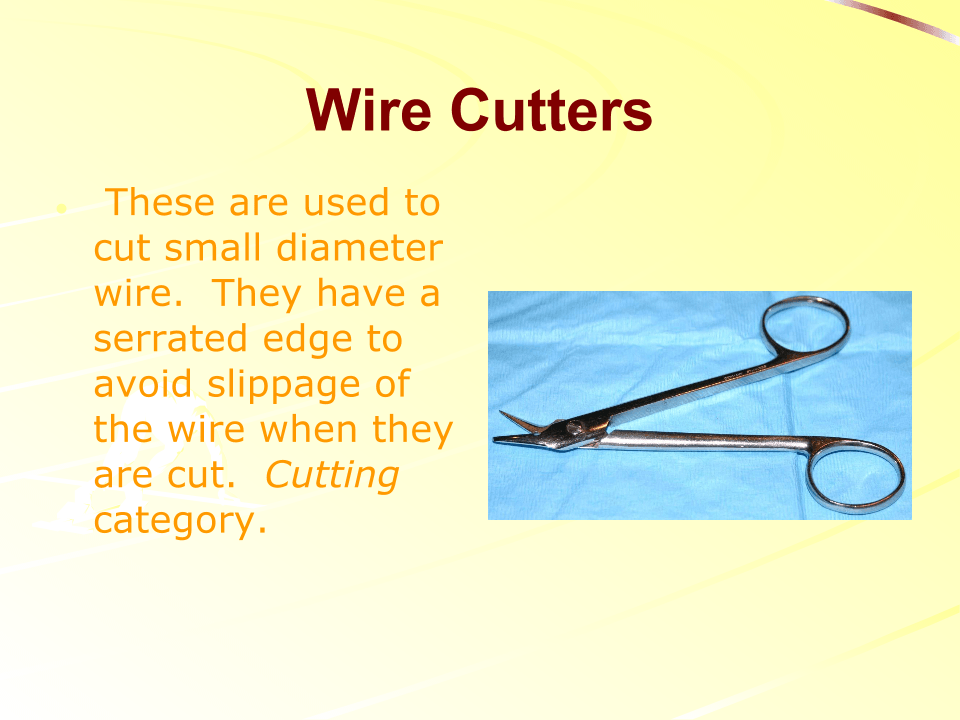 Wire Cutters
• These are used to
cut small diameter
wire.  They have a
serrated edge to
avoid slippage of
the wire when they
are cut.  Cutting
category.